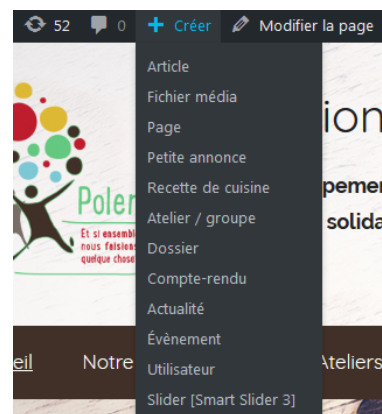 52 0 + Créer Modifier la page
Article
Fichier média
Page
Petite annonce
Recette de cuisine
Atelier / groupe
Dossier
Compte-rendu
Actualité
Évènement
Utilisateur
Slider [Smart Slider 3]
ion
pemen
solida
Poler
Et si ensembl
nous faisions
quelque chose
eil Notre Ateliers